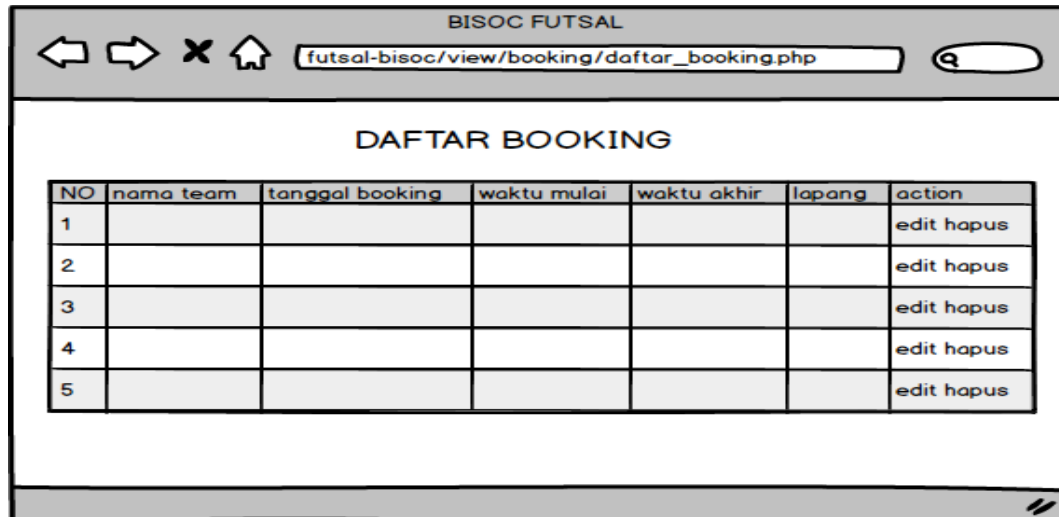 BISOC FUTSAL
futsal-bisoc/view/booking/daftar_booking.php
DAFTAR BOOKING
NO nama team tanggal booking waktu mulai waktu akhir lapang action
1 edit hapus
2 edit hapus
3 edit hapus
4 edit hapus
5 edit hapus